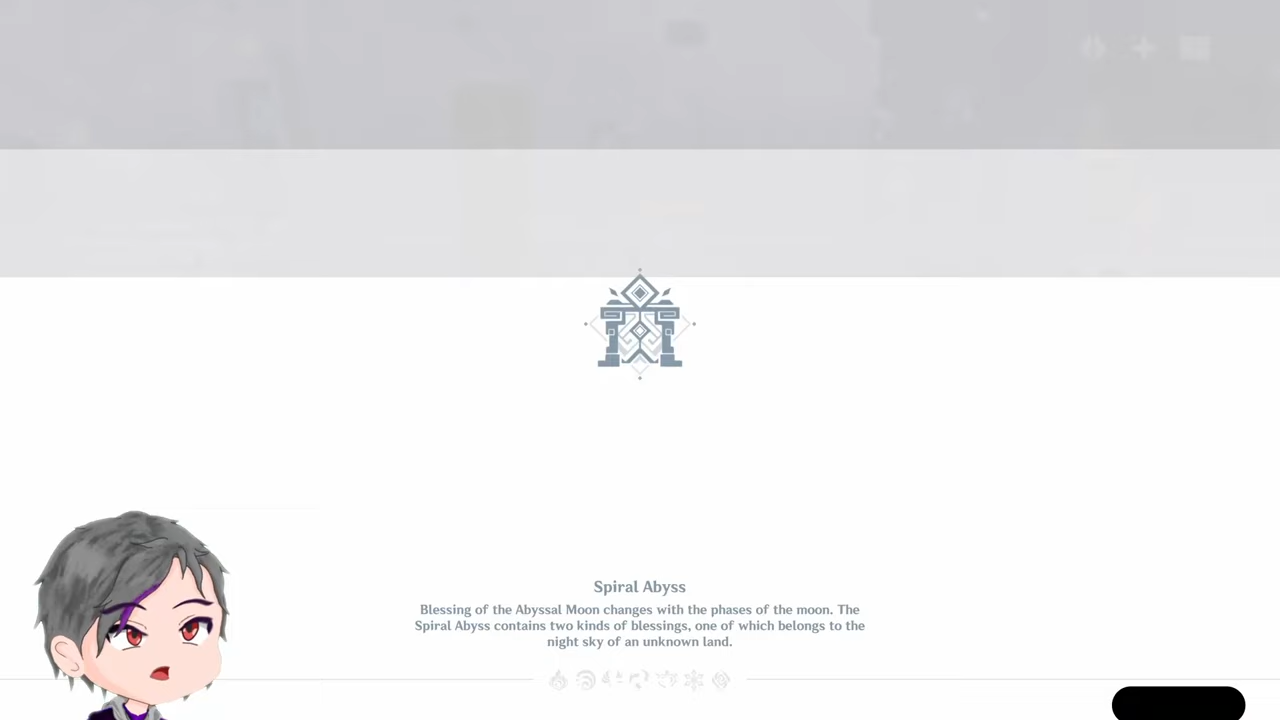 Spiral Abyss
Blessing of the Abyssal Moon changes with the phases of the moon. The
Spiral Abyss contains two kinds of blessings, one of which belongs to the
night sky of an unknown land.